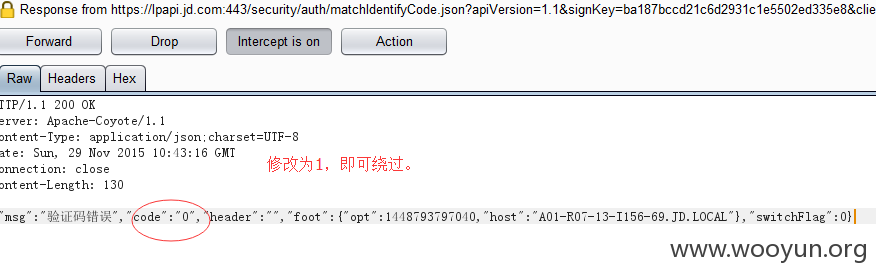 Response from https://lpapi.jd.com:443/security/auth/matchIdentifyCode.json?apiVersion=1.1&signKey=ba187bccd21c6d2931c1e5502ed335e8&clie
Forward Drop Intercept is on Action
Raw Headers Hex
TTP/1.1 200 OK
erver: Apache-Coyote/1.1
ontent-Type: application/json;charset=UTF-8
ate: Sun, 29 Nov 2015 10:43:16 GMT
修改为1，即可绕过。
onnection: close
ontent-Length: 130
"msg":"验证码错误","code":"0","header":"","foot":{"opt":1448793797040,"host":"A01-R07-13-I156-69.JD.LOCAL"},"switchFlag":0}
www.wooyun.org